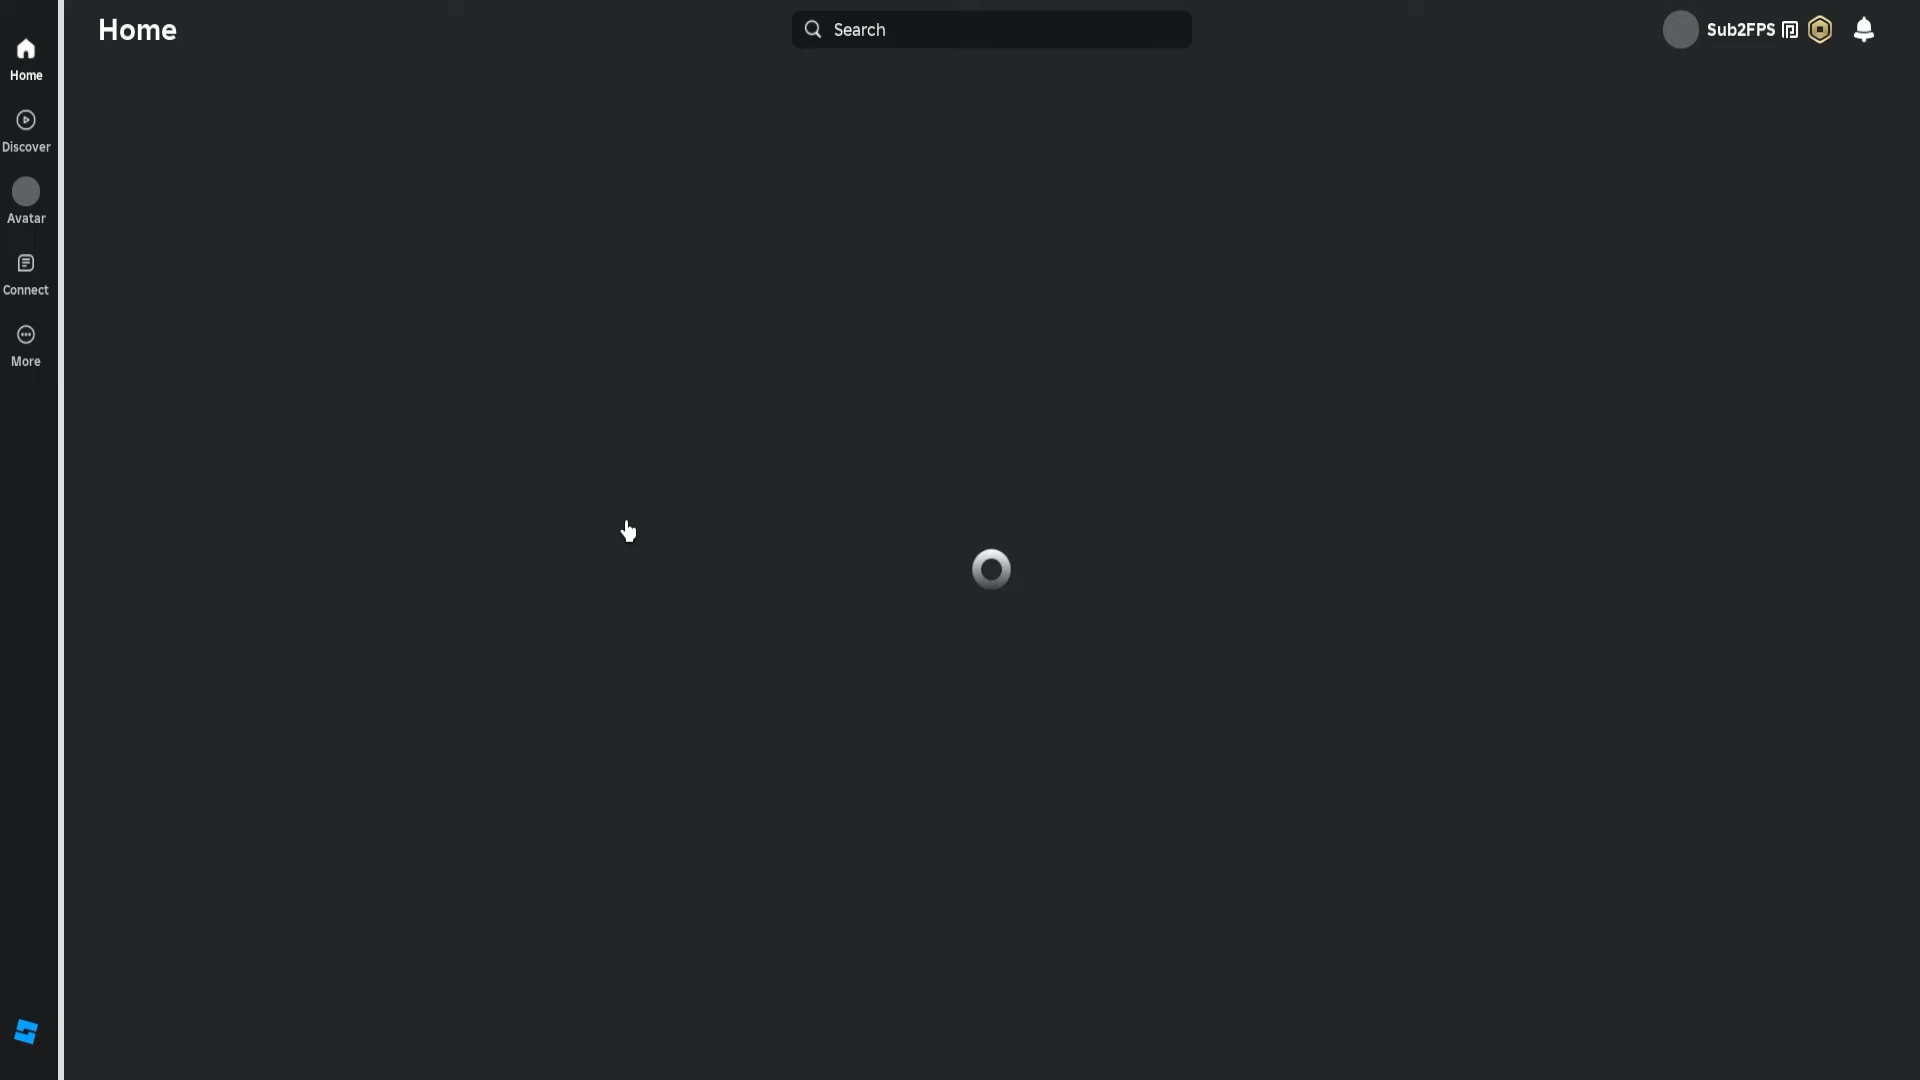 Home
Search
Sub2FPS
Home
Discover
Avatar
Connect
More